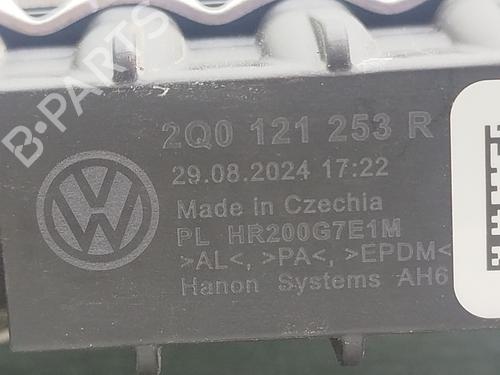 2Q0 121 253 R
29.08.2024 17:22
Made in Czechia
PL HR200G7E1M
>AL<, >PA<, >EPDM<
Hanon Systems AH6
B-PARTS